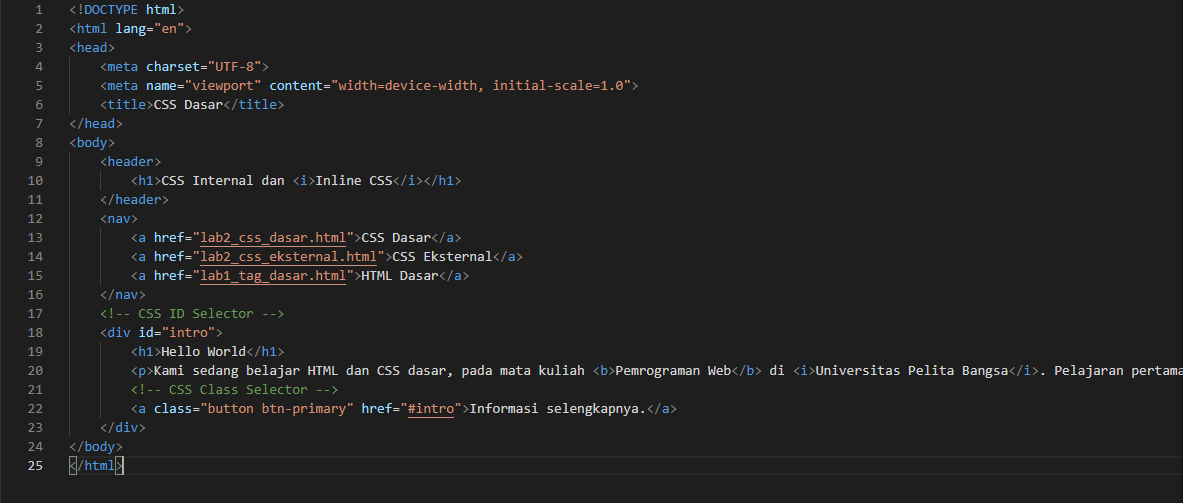 1 <!DOCTYPE html>
2 <html lang="en">
3 <head>
4 <meta charset="UTF-8">
5 <meta name="viewport" content="width=device-width, initial-scale=1.0">
6 <title>CSS Dasar</title>
7 </head>
8 <body>
9 <header>
10 <h1>CSS Internal dan <i>Inline CSS</i></h1>
11 </header>
12 <nav>
13 <a href="lab2_css_dasar.html">CSS Dasar</a>
14 <a href="lab2_css_eksternal.html">CSS Eksternal</a>
15 <a href="lab1_tag_dasar.html">HTML Dasar</a>
16 </nav>
17 <!-- CSS ID Selector -->
18 <div id="intro">
19 <h1>Hello World</h1>
20 <p>Kami sedang belajar HTML dan CSS dasar, pada mata kuliah <b>Pemrograman Web</b> di <i>Universitas Pelita Bangsa</i>. Pelajaran pertama
21 <!-- CSS Class Selector -->
22 <a class="button btn-primary" href="#intro">Informasi selengkapnya.</a>
23 </div>
24 </body>
25 </html>